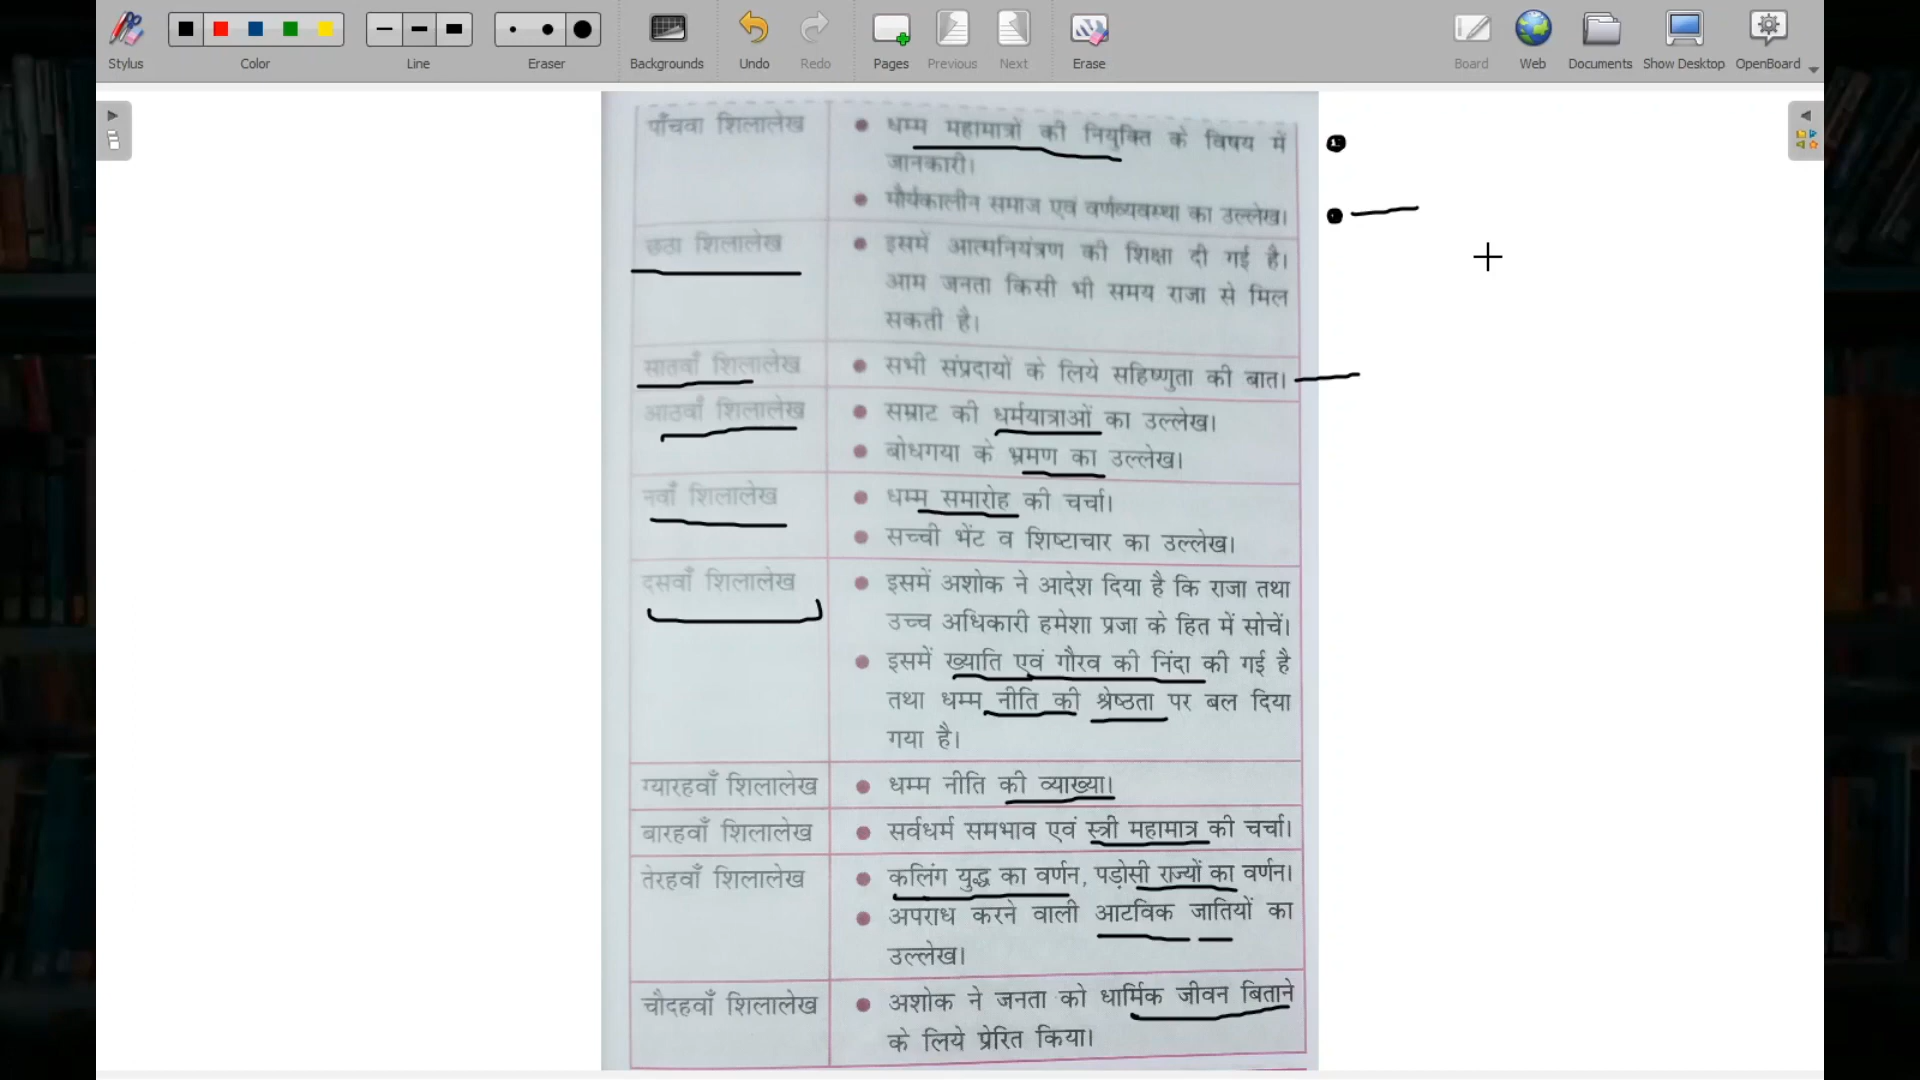 Stylus
Color
Line
Eraser
Backgrounds
Undo
Redo
Pages
Previous
Next
Erase
Board
Web
Documents
Show Desktop
OpenBoard
पाँचवा शिलालेख
धम्म महामात्रों की नियुक्ति के विषय में
जानकारी।
मौर्यकालीन समाज एवं वर्णव्यवस्था का उल्लेख।
छठा शिलालेख
इसमें आत्मनियंत्रण की शिक्षा दी गई है।
आम जनता किसी भी समय राजा से मिल
सकती है।
सातवाँ शिलालेख
सभी संप्रदायों के लिये सहिष्णुता की बात।
आठवाँ शिलालेख
सम्राट की धर्मयात्राओं का उल्लेख।
बोधगया के भ्रमण का उल्लेख।
नवाँ शिलालेख
धम्म समारोह की चर्चा।
सच्ची भेंट व शिष्टाचार का उल्लेख।
दसवाँ शिलालेख
इसमें अशोक ने आदेश दिया है कि राजा तथा
उच्च अधिकारी हमेशा प्रजा के हित में सोचें।
इसमें ख्याति एवं गौरव की निंदा की गई है
तथा धम्म नीति की श्रेष्ठता पर बल दिया
गया है।
ग्यारहवाँ शिलालेख
धम्म नीति की व्याख्या।
बारहवाँ शिलालेख
सर्वधर्म समभाव एवं स्त्री महामात्र की चर्चा।
तेरहवाँ शिलालेख
कलिंग युद्ध का वर्णन, पड़ोसी राज्यों का वर्णन।
अपराध करने वाली आटविक जातियों का
उल्लेख।
चौदहवाँ शिलालेख
अशोक ने जनता को धार्मिक जीवन बिताने
के लिये प्रेरित किया।